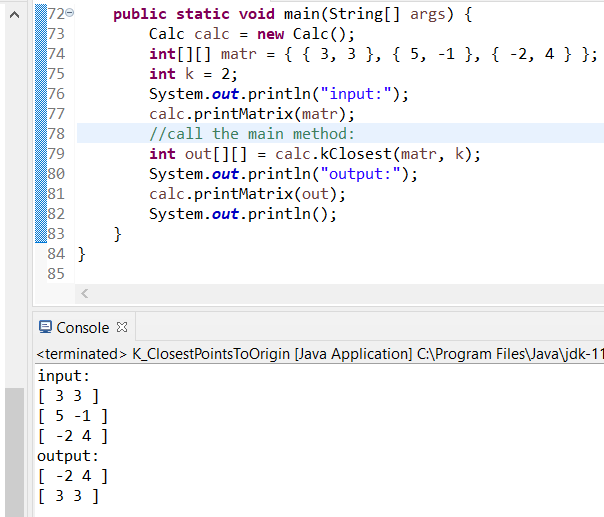 72 public static void main(String[] args) {
73 Calc calc = new Calc();
74 int[][] matr = { { 3, 3 }, { 5, -1 }, { -2, 4 } };
75 int k = 2;
76 System.out.println("input:");
77 calc.printMatrix(matr);
78 //call the main method:
79 int out[][] = calc.kClosest(matr, k);
80 System.out.println("output:");
81 calc.printMatrix(out);
82 System.out.println();
83 }
84 }
85
Console
<terminated> K_ClosestPointsToOrigin [Java Application] C:\Program Files\Java\jdk-11
input:
[ 3 3 ]
[ 5 -1 ]
[ -2 4 ]
output:
[ -2 4 ]
[ 3 3 ]